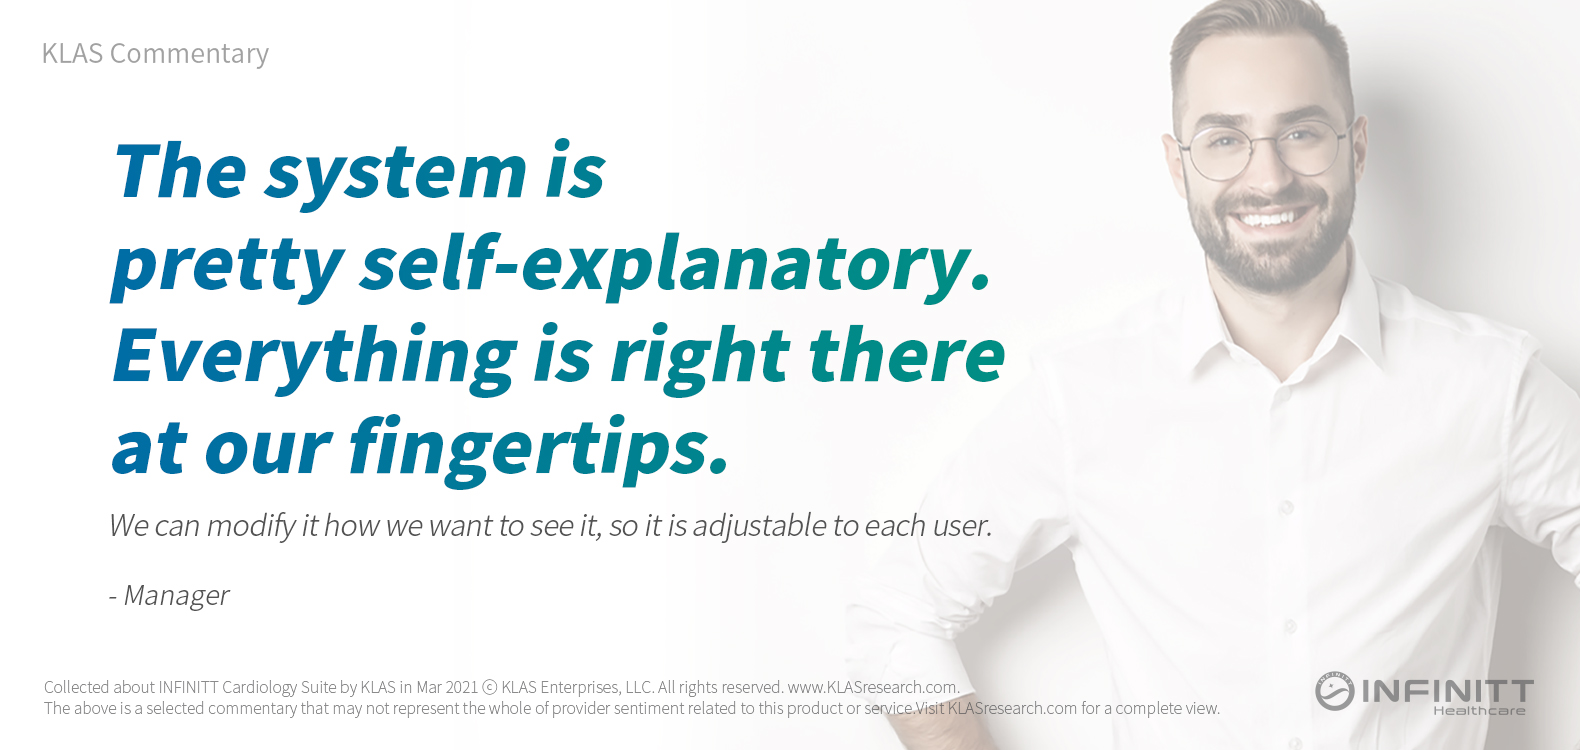 KLAS Commentary
The system is
pretty self-explanatory.
Everything is right there
at our fingertips.
We can modify it how we want to see it, so it is adjustable to each user.
- Manager
Collected about INFINITT Cardiology Suite by KLAS in Mar 2021 ⓒ KLAS Enterprises, LLC. All rights reserved. www.KLASresearch.com.
The above is a selected commentary that may not represent the whole of provider sentiment related to this product or service.Visit KLASresearch.com for a complete view.
INFINITT
INFINITT
Healthcare